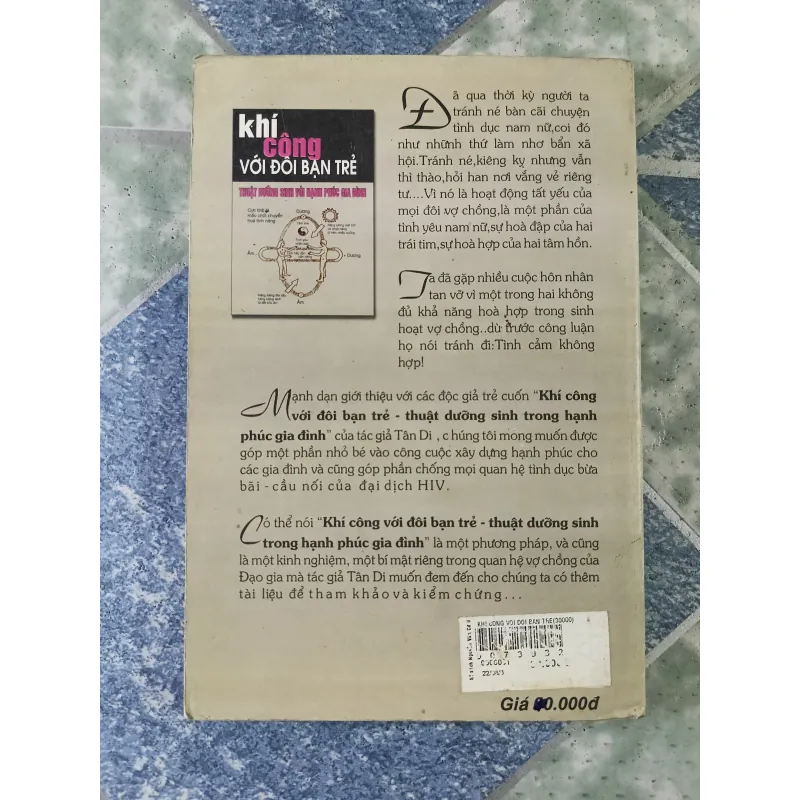 khí
công
VỚI ĐÔI BẠN TRẺ
THUẬT DƯỠNG SINH VỚI HẠNH PHÚC GIA ĐÌNH
Dương
Âm
Dương
Âm
Đã qua thời kỳ người ta
tránh né bàn cãi chuyện
tình dục nam nữ,coi đó
như những thứ làm nhơ bẩn xã
hội.Tránh né,kiêng kỵ nhưng vẫn
thì thào,hỏi han nơi vắng vẻ riêng
tư....Vì nó là hoạt động tất yếu của
mọi đôi vợ chồng,là một phần của
tình yêu nam nữ,sự hoà đập của hai
trái tim,sự hoà hợp của hai tâm hồn.
Ta đã gặp nhiều cuộc hôn nhân
tan vỡ vì một trong hai không
đủ khả năng hoà hợp trong sinh
hoạt vợ chồng..dù trước công luận
họ nói tránh đi:Tình cảm không
hợp!
Mạnh dạn giới thiệu với các độc giả trẻ cuốn “Khí công
với đôi bạn trẻ - thuật dưỡng sinh trong hạnh
phúc gia đình” của tác giả Tân Di , c húng tôi mong muốn được
góp một phần nhỏ bé vào công cuộc xây dựng hạnh phúc cho
các gia đình và cũng góp phần chống mọi quan hệ tình dục bừa
bãi - cầu nối của đại dịch HIV.
Có thể nói “Khí công với đôi bạn trẻ - thuật dưỡng sinh
trong hạnh phúc gia đình” là một phương pháp, và cũng
là một kinh nghiệm, một bí mật riêng trong quan hệ vợ chồng của
Đạo gia mà tác giả Tân Di muốn đem đến cho chúng ta có thêm
tài liệu để tham khảo và kiểm chứng...
KHI CONG VOI DOI BAN TRE(30000)
Giá 0.000đ